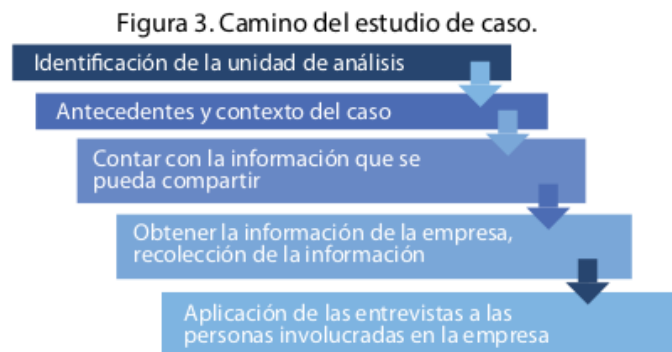 Figura 3. Camino del estudio de caso.
Identificación de la unidad de análisis
Antecedentes y contexto del caso
Contar con la información que se
pueda compartir
Obtener la información de la empresa,
recolección de la información
Aplicación de las entrevistas a las
personas involucradas en la empresa